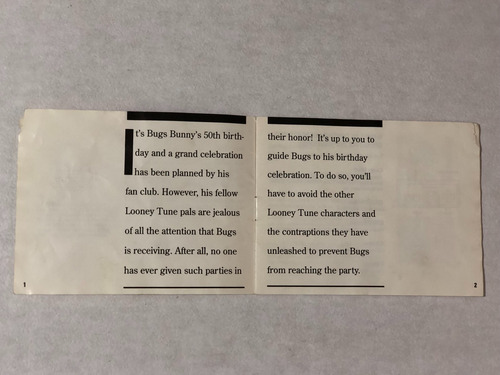 It's Bugs Bunny's 50th birth-
day and a grand celebration
has been planned by his
fan club. However, his fellow
Looney Tune pals are jealous
of all the attention that Bugs
is receiving. After all, no one
has ever given such parties in
1
their honor! It's up to you to
guide Bugs to his birthday
celebration. To do so, you'll
have to avoid the other
Looney Tune characters and
the contraptions they have
unleashed to prevent Bugs
from reaching the party.
2